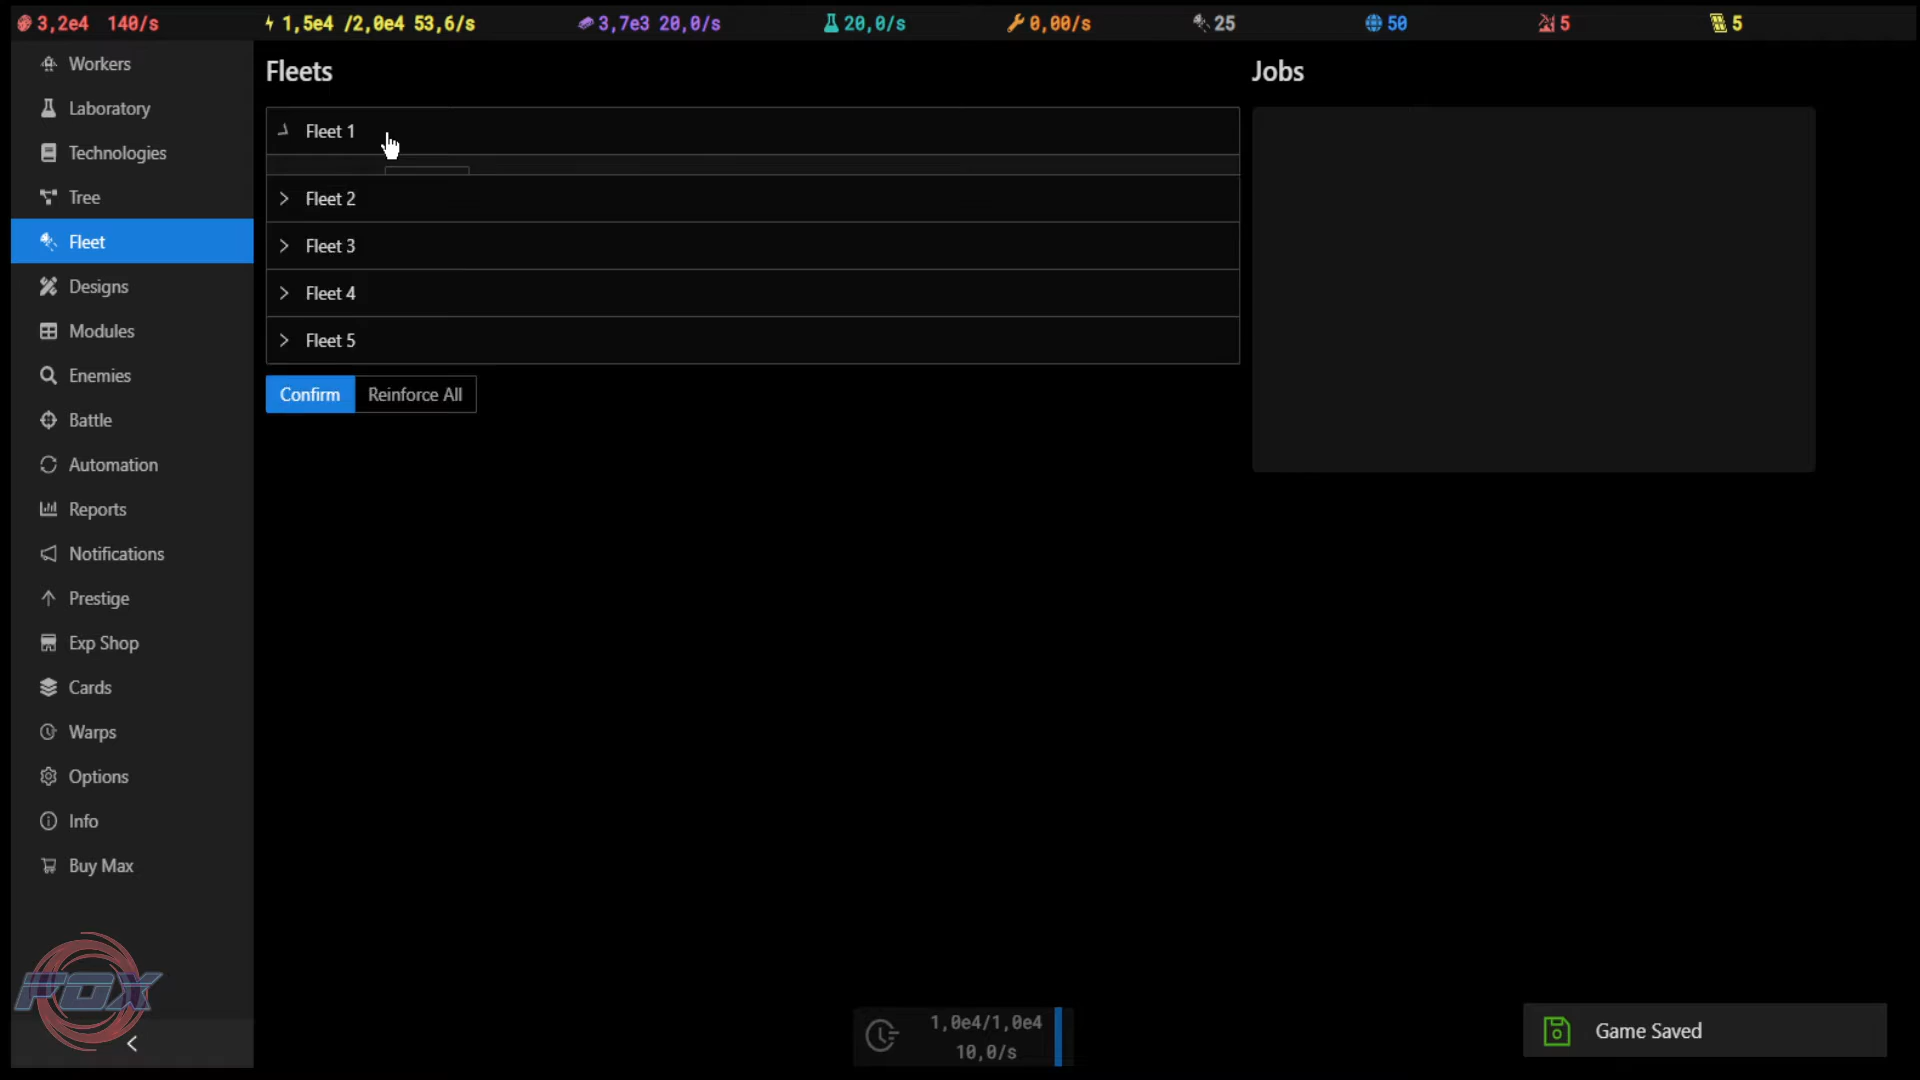 3,2e4 140/s 1,5e4 /2,0e4 53,6/s 3,7e3 20,0/s 20,0/s 0,00/s 25 50 5 5
Workers
Laboratory
Technologies
Tree
Fleet
Designs
Modules
Enemies
Battle
Automation
Reports
Notifications
Prestige
Exp Shop
Cards
Warps
Options
Info
Buy Max
FOX
Fleets
Fleet 1
Fleet 2
Fleet 3
Fleet 4
Fleet 5
Confirm Reinforce All
Jobs
1,0e4/1,0e4
10,0/s
Game Saved